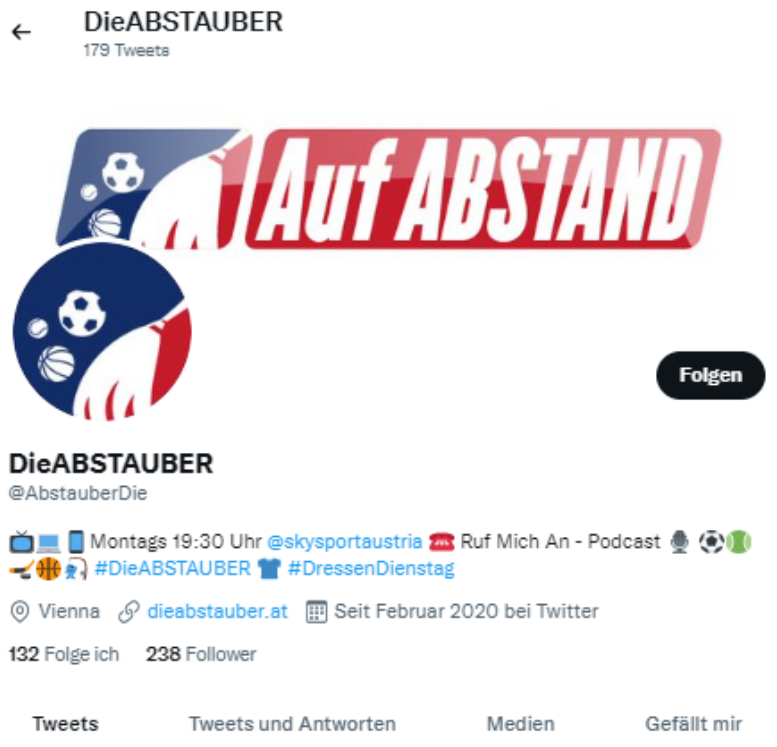 DieABSTAUBER
179 Tweets
Auf ABSTAND
Folgen
DieABSTAUBER
@AbstauberDie
Montags 19:30 Uhr @skysportaustria Ruf Mich An - Podcast
#DieABSTAUBER #DressenDienstag
Vienna dieabstauber.at Seit Februar 2020 bei Twitter
132 Folge ich 238 Follower
Tweets Tweets und Antworten Medien Gefällt mir